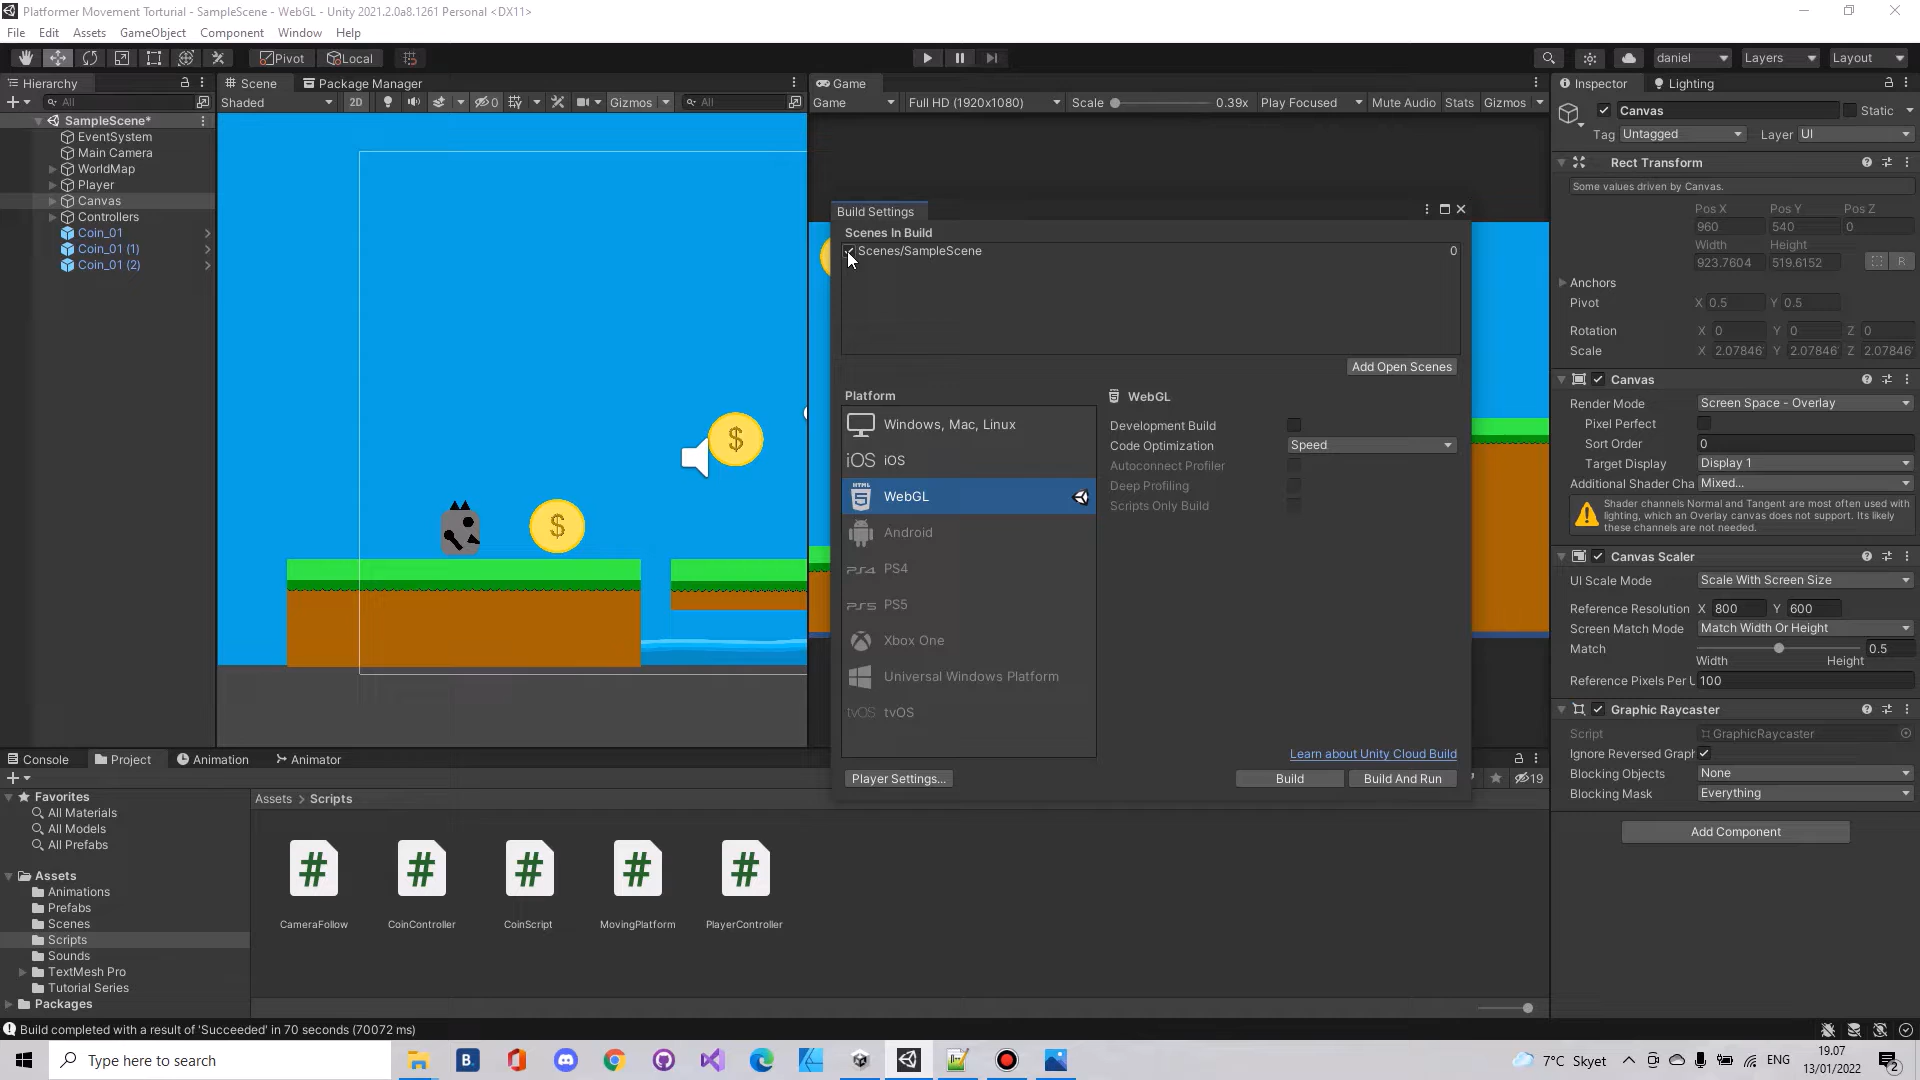 Platformer Movement Torturial - SampleScene - WebGL - Unity 2021.2.0a8.1261 Personal <DX11>
File Edit Assets GameObject Component Window Help
Pivot Local daniel Layers Layout
Hierarchy
All
SampleScene*
EventSystem
Main Camera
WorldMap
Player
Canvas
Controllers
Coin_01
Coin_01 (1)
Coin_01 (2)
Scene Package Manager
Shaded 2D 0 Gizmos All
$
$
Game
Game Full HD (1920x1080) Scale 0.39x Play Focused Mute Audio Stats Gizmos
Build Settings
Scenes In Build
Scenes/SampleScene 0
Add Open Scenes
Platform
Windows, Mac, Linux
iOS iOS
HTML 5 WebGL
Android
PS4 PS4
PS5 PS5
Xbox One
Universal Windows Platform
tvOS tvOS
WebGL
Development Build
Code Optimization Speed
Autoconnect Profiler
Deep Profiling
Scripts Only Build
Learn about Unity Cloud Build
Player Settings... Build Build And Run
Inspector Lighting
Canvas Static
Tag Untagged Layer UI
Rect Transform
Some values driven by Canvas.
Pos X Pos Y Pos Z
960 540 0
Width Height
923.7604 519.6152 R
Anchors
Pivot X 0.5 Y 0.5
Rotation X 0 Y 0 Z 0
Scale X 2.07846 Y 2.07846 Z 2.07846
Canvas
Render Mode Screen Space - Overlay
Pixel Perfect
Sort Order 0
Target Display Display 1
Additional Shader Cha Mixed...
Shader channels Normal and Tangent are most often used with
lighting, which an Overlay canvas does not support. Its likely
these channels are not needed.
Canvas Scaler
UI Scale Mode Scale With Screen Size
Reference Resolution X 800 Y 600
Screen Match Mode Match Width Or Height
Match 0.5
Width Height
Reference Pixels Per U 100
Graphic Raycaster
Script GraphicRaycaster
Ignore Reversed Graph
Blocking Objects None
Blocking Mask Everything
Add Component
Console Project Animation Animator
19
Favorites
All Materials
All Models
All Prefabs
Assets
Animations
Prefabs
Scenes
Scripts
Sounds
TextMesh Pro
Tutorial Series
Packages
Assets > Scripts
# # # # #
CameraFollow CoinController CoinScript MovingPlatform PlayerController
Build completed with a result of 'Succeeded' in 70 seconds (70072 ms)
Type here to search
B.
7°C Skyet ENG
19.07
13/01/2022
2